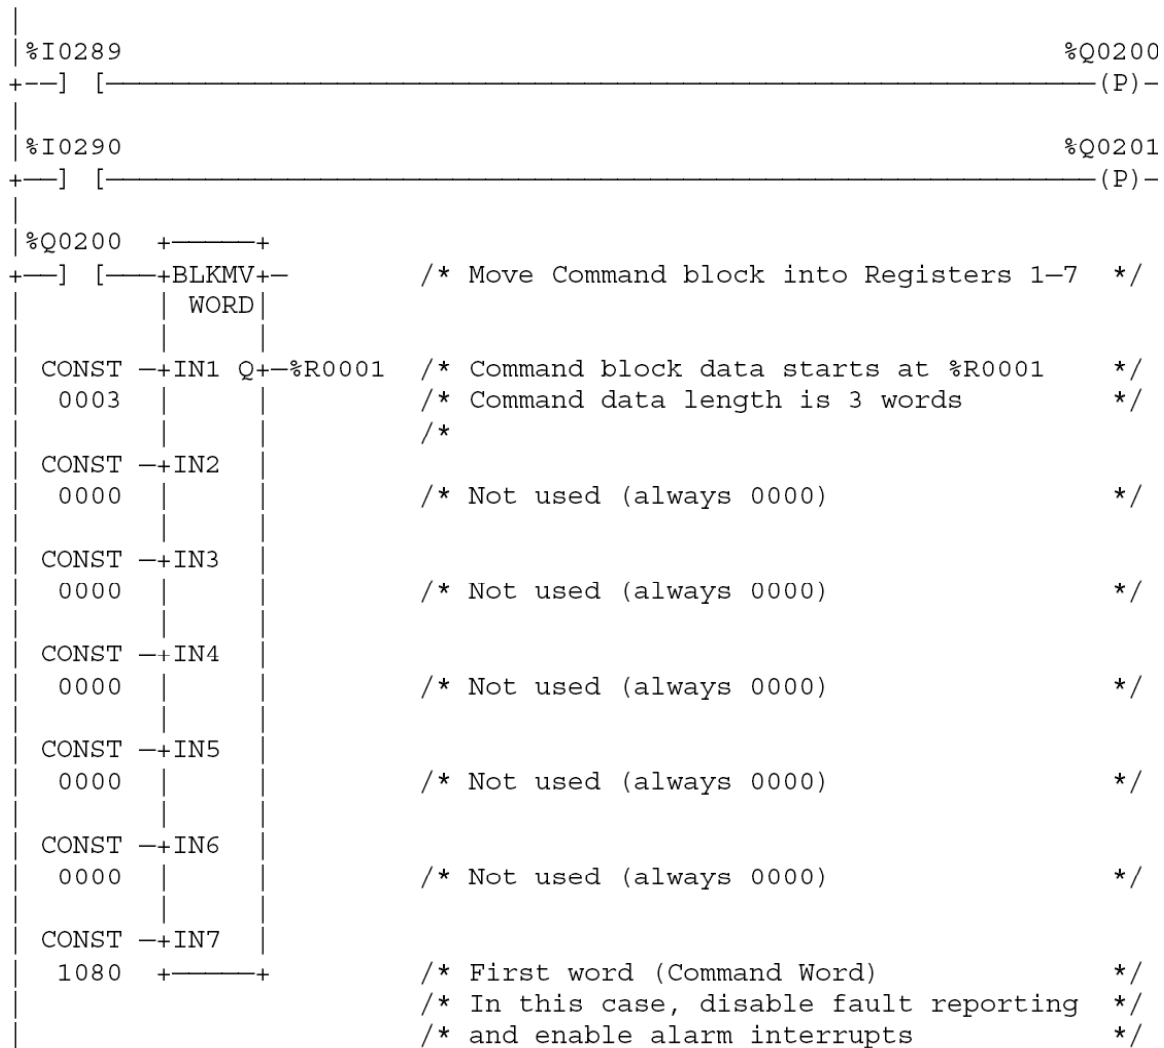 |
|%I0289 %Q0200
+--] [—————————————(P)—
|
|%I0290 %Q0201
+——] [—————————————(P)—
|
|%Q0200 +—————+
+——] [———+BLKMV+— /* Move Command block into Registers 1—7 */
| | WORD|
| | |
| CONST —+IN1 Q+—%R0001 /* Command block data starts at %R0001 */
| 0003 | | /* Command data length is 3 words */
| | | /*
| CONST —+IN2 |
| 0000 | | /* Not used (always 0000) */
| | |
| CONST —+IN3 |
| 0000 | | /* Not used (always 0000) */
| | |
| CONST —+IN4 |
| 0000 | | /* Not used (always 0000) */
| | |
| CONST —+IN5 |
| 0000 | | /* Not used (always 0000) */
| | |
| CONST —+IN6 |
| 0000 | | /* Not used (always 0000) */
| | |
| CONST —+IN7 |
| 1080 +—————+ /* First word (Command Word) */
| /* In this case, disable fault reporting */
| /* and enable alarm interrupts */